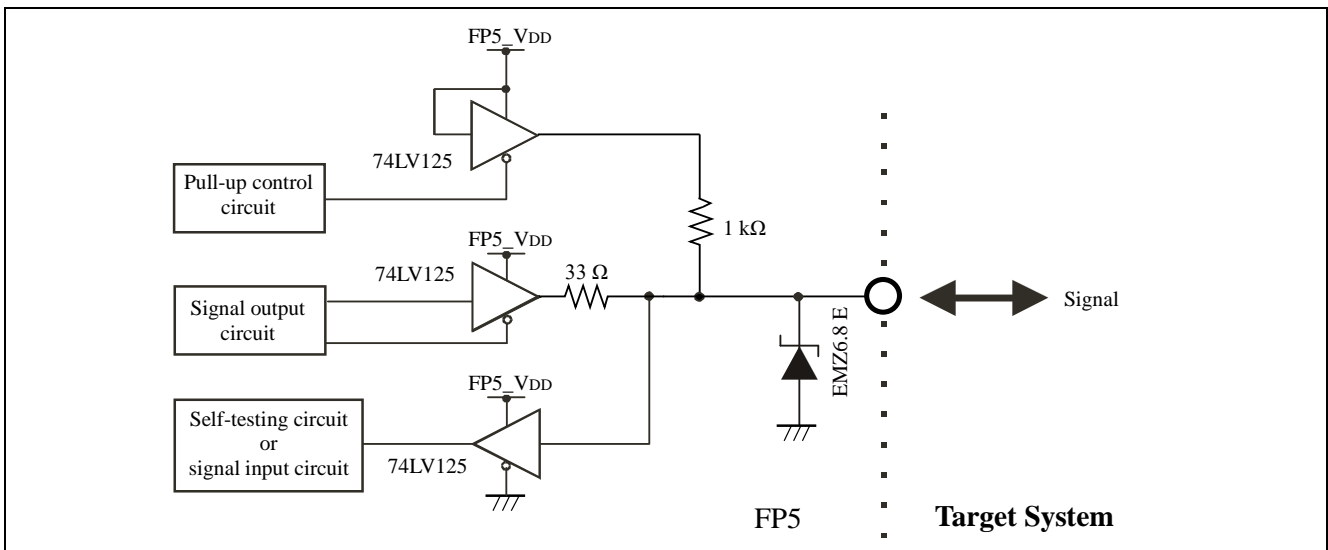 FP5_VDD
74LV125
Pull-up control
circuit
1 kΩ
FP5_VDD
74LV125
33 Ω
Signal output
circuit
Signal
EMZ6.8 E
FP5_VDD
Self-testing circuit
or
signal input circuit
74LV125
FP5
Target System